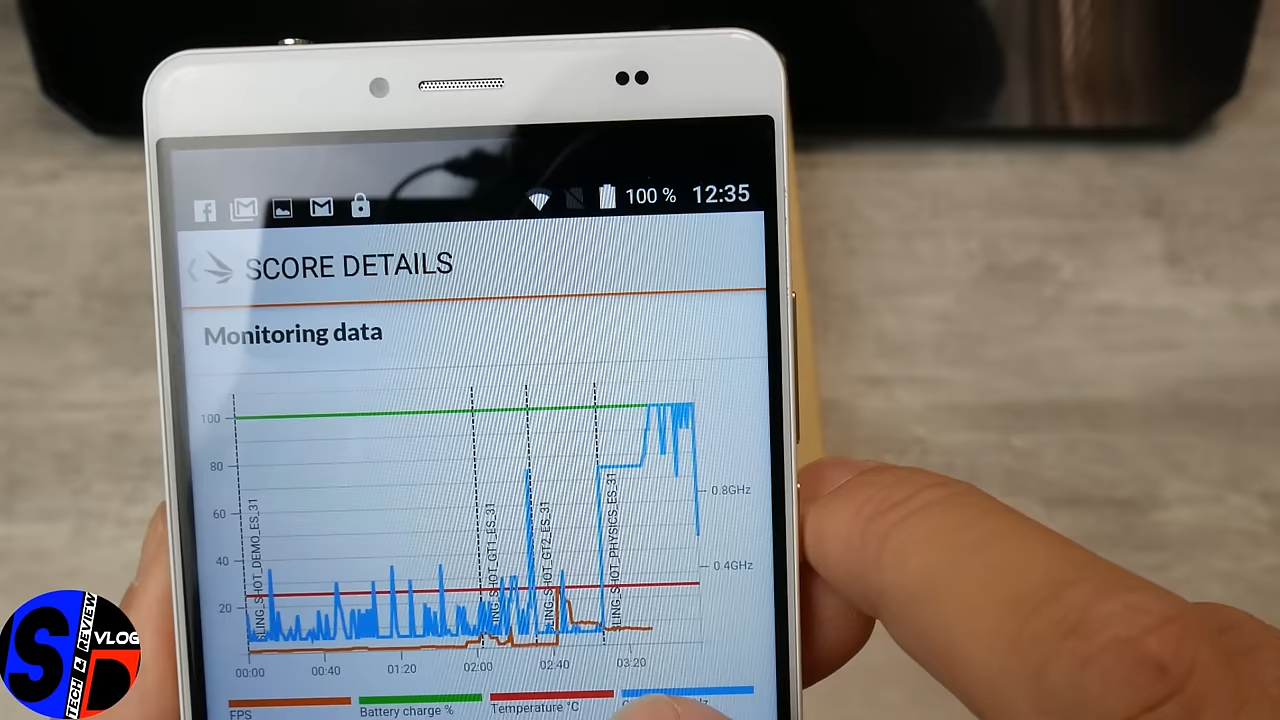 100 % 12:35
SCORE DETAILS
Monitoring data
100
80
60
40
20
SLING_SHOT_DEMO_ES_31
SLING_SHOT_GT1_ES_31
SLING_SHOT_GT2_ES_31
SLING_SHOT_PHYSICS_ES_31
0.8GHz
0.4GHz
00:00 00:40 01:20 02:00 02:40 03:20
FPS Battery charge % Temperature °C
SD
TECH & REVIEW
VLOG